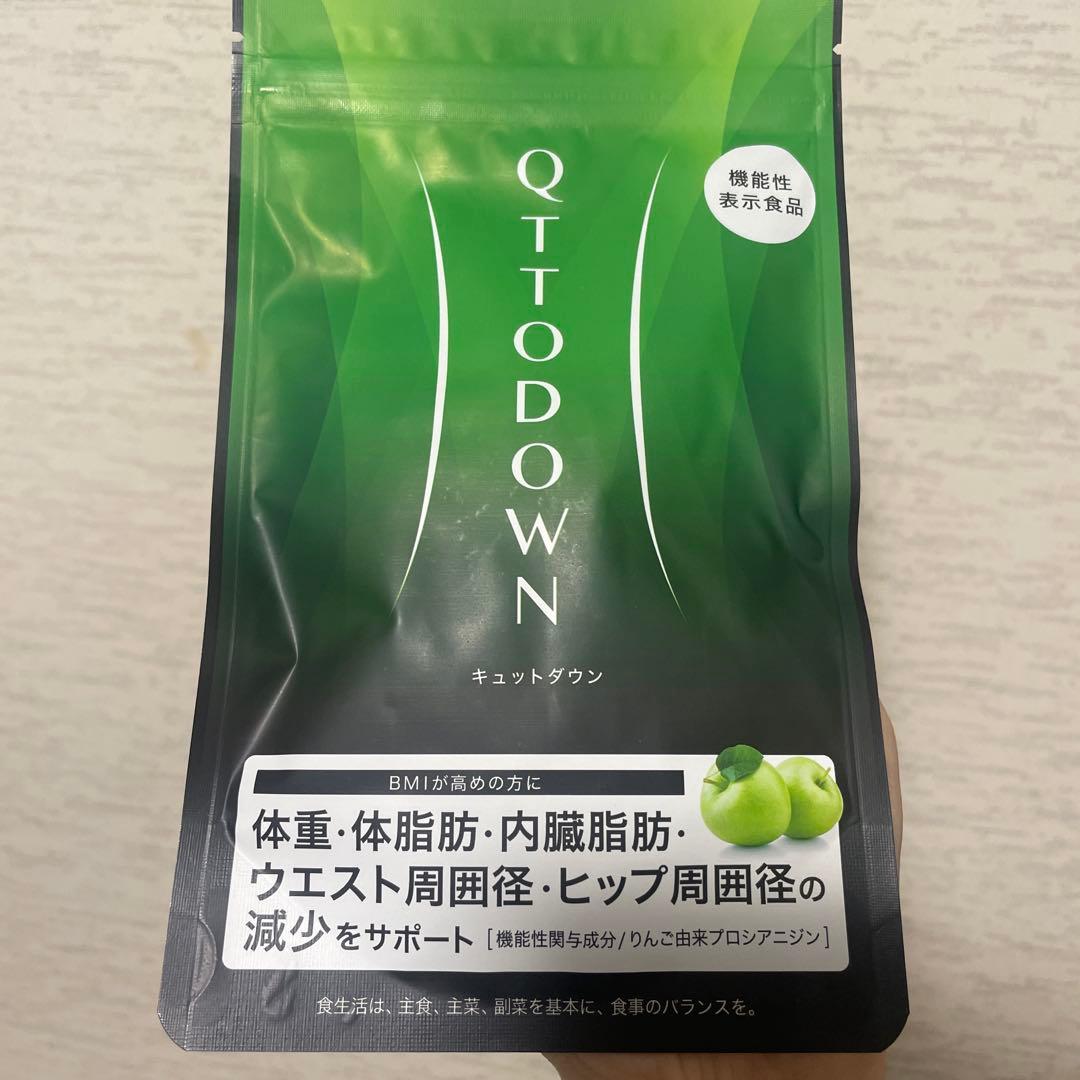 QTTODOWN
機能性
表示食品
キュットダウン
BMIが高めの方に
体重・体脂肪・内臓脂肪・
ウエスト周囲径・ヒップ周囲径の
減少をサポート [機能性関与成分/りんご由来プロシアニジン]
食生活は、主食、主菜、副菜を基本に、食事のバランスを。